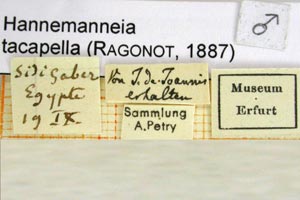 Hannemanneia
tacapella (RAGONOT, 1887)
♂
Sidi Gaber
Egypte
19 IX.
Von J. de Joannis
erhalten
Sammlung
A. Petry
Museum
Erfurt